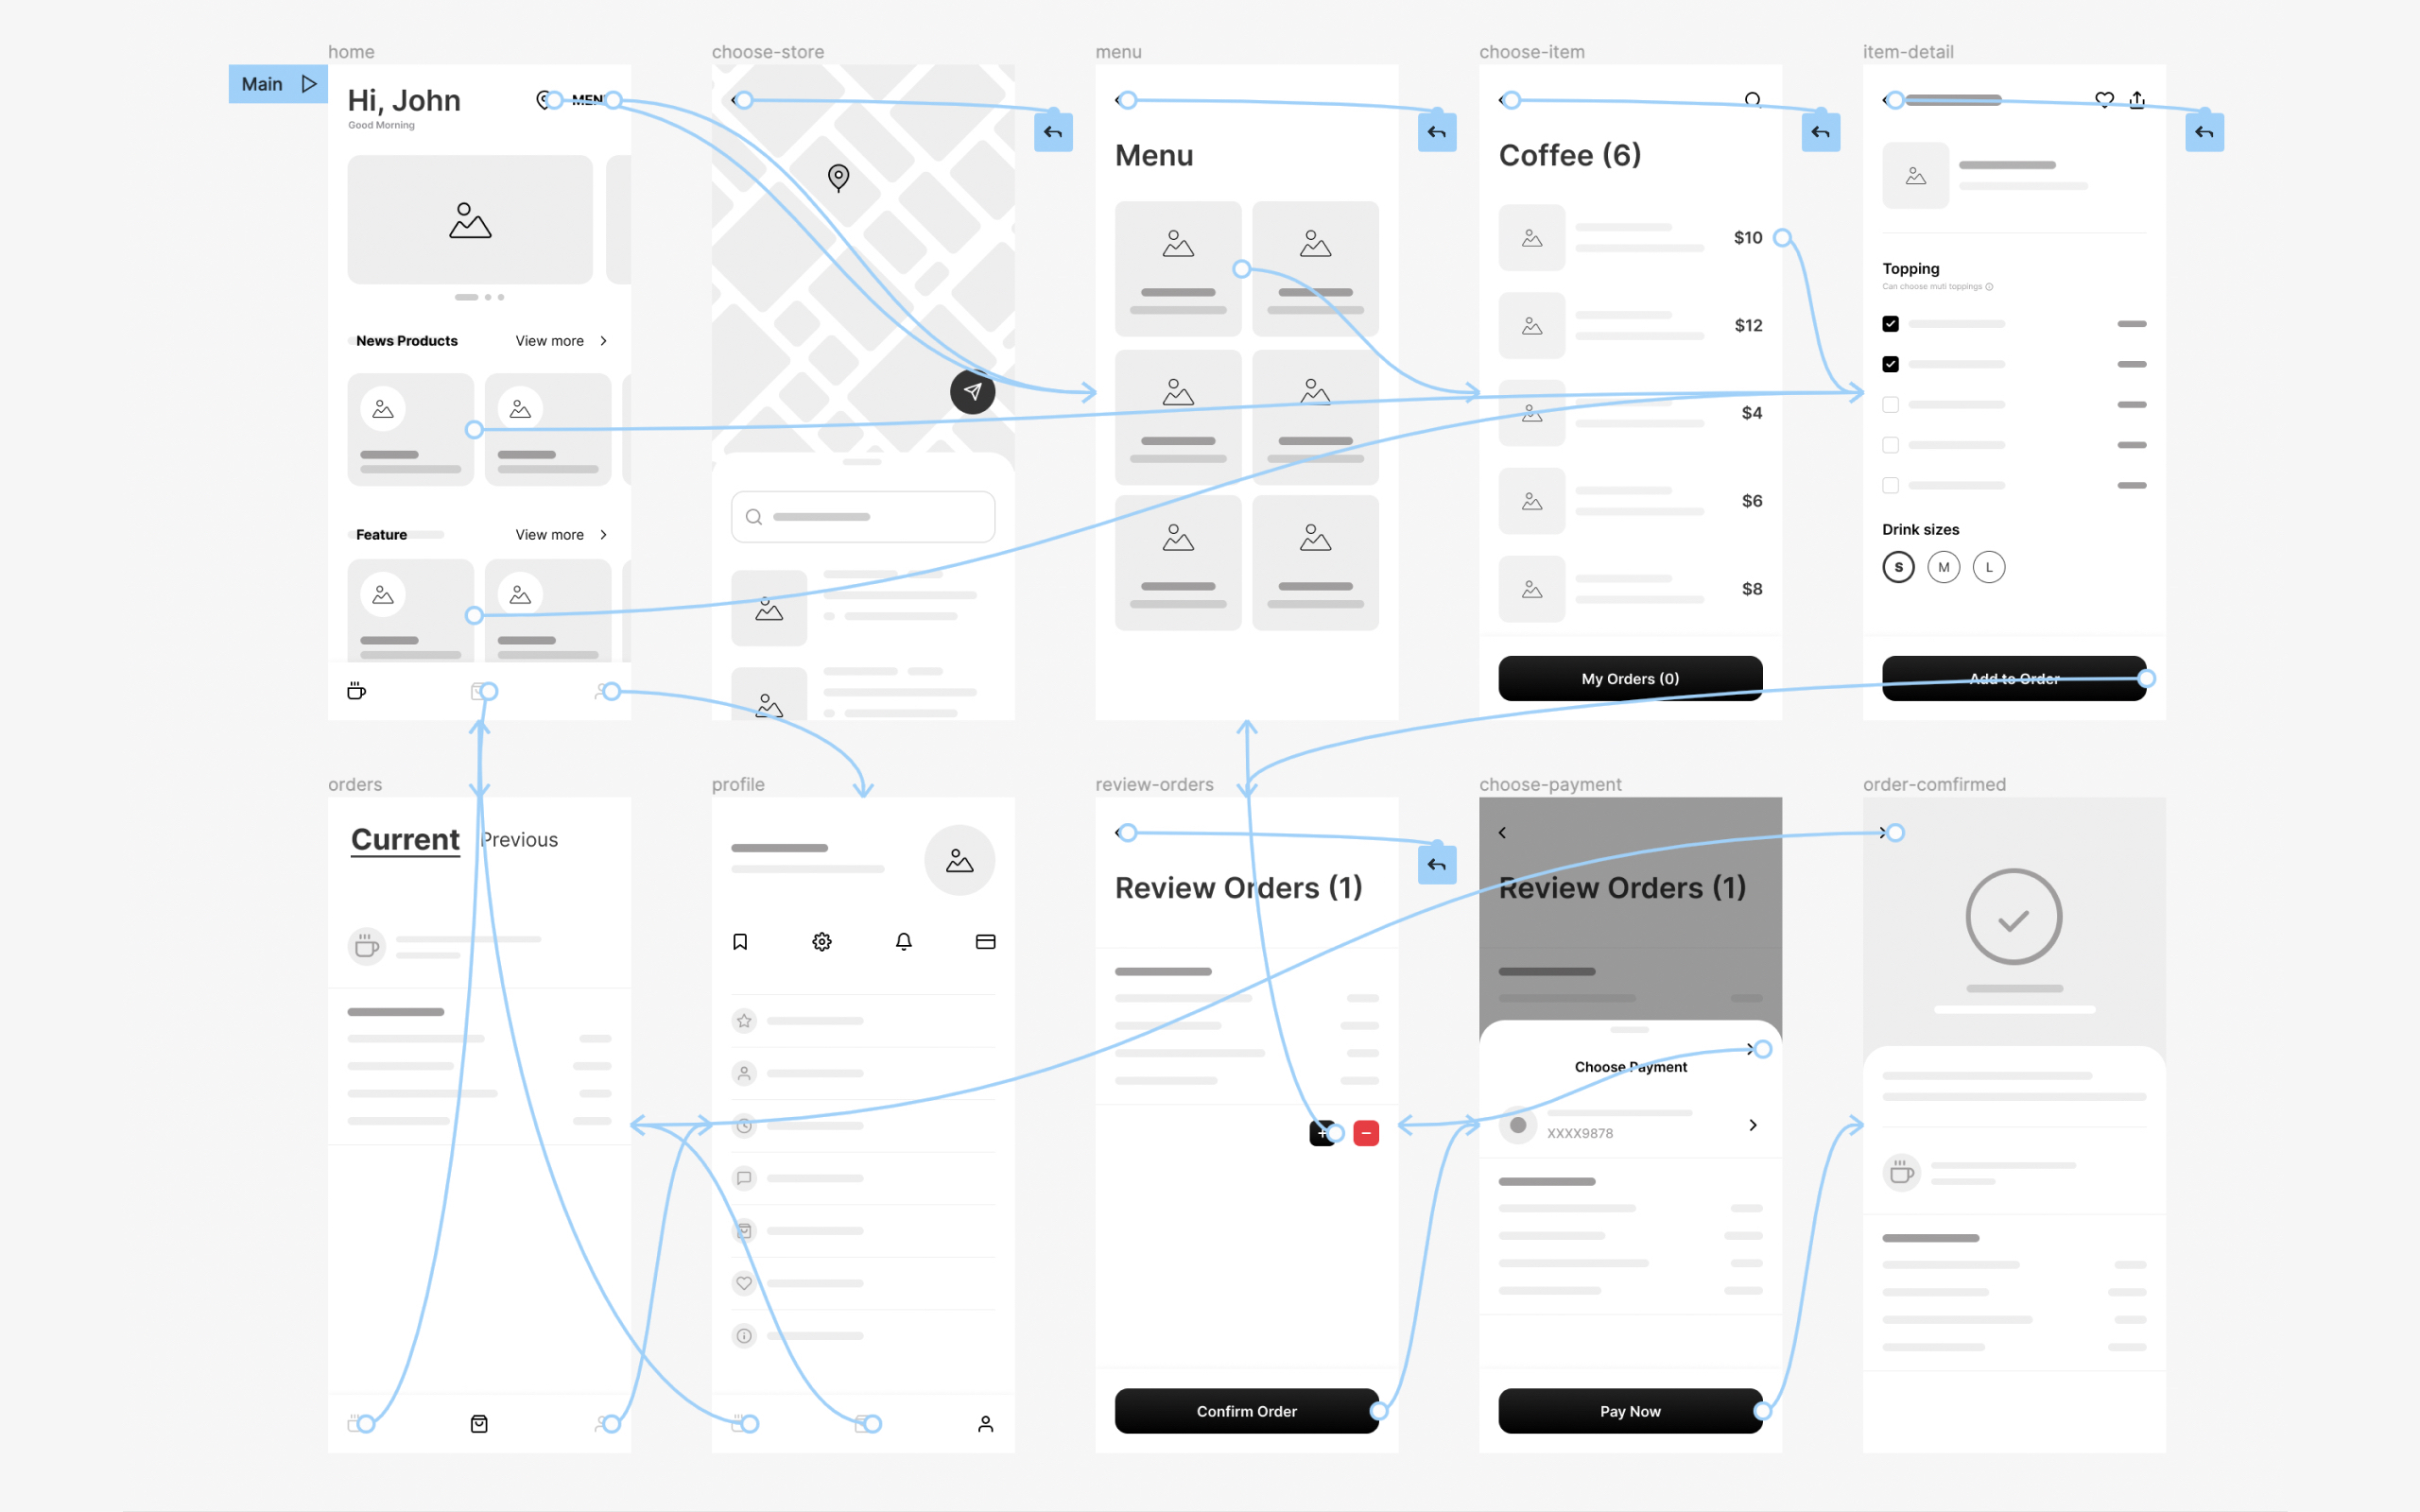 home
Main
Hi, John
MEN
Good Morning
News Products
View more
Feature
View more
choose-store
menu
Menu
choose-item
Coffee (6)
$10
$12
$4
$6
$8
My Orders (0)
item-detail
Topping
Can choose muti toppings
Drink sizes
S
M
L
Add to Order
orders
Current
Previous
profile
review-orders
Review Orders (1)
Confirm Order
choose-payment
Review Orders (1)
Choose Payment
XXXX9878
Pay Now
order-comfirmed